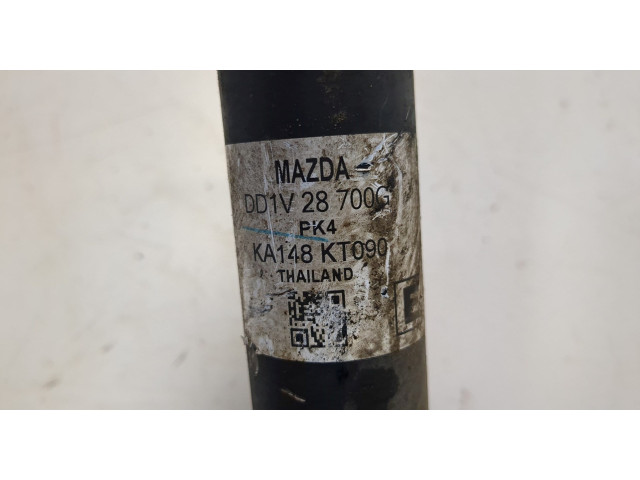 MAZDA
DD1V 28 700G
PK4
KA148 KT090
THAILAND